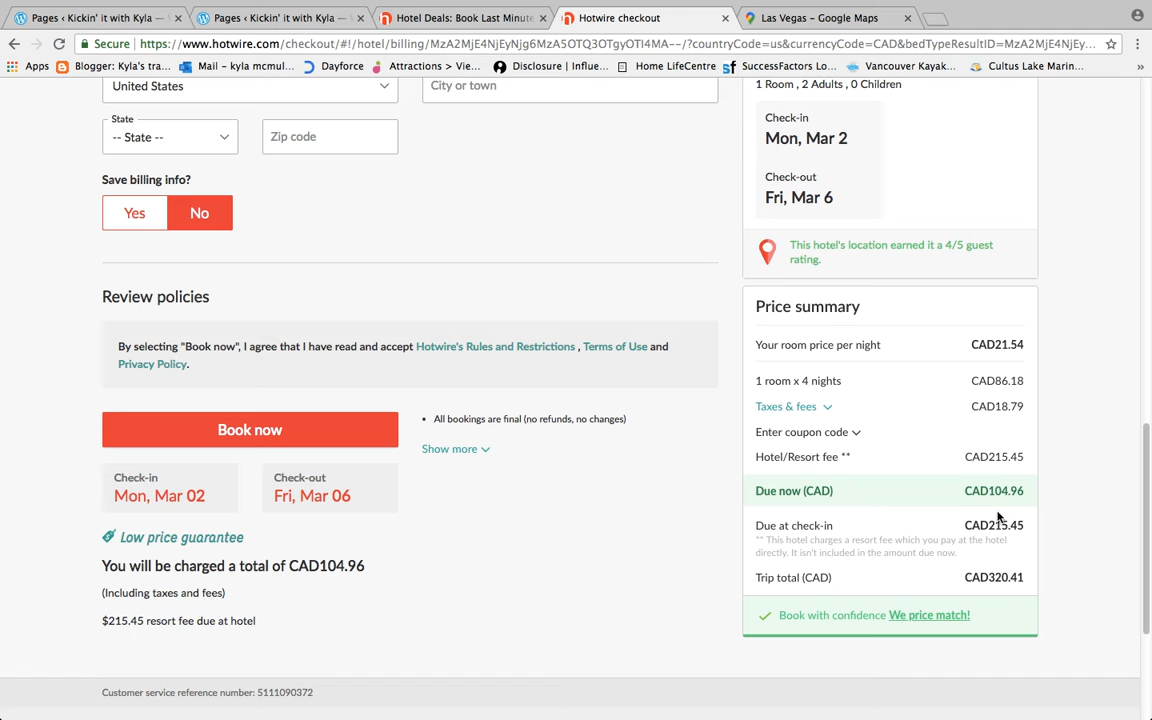 Pages ‹ Kickin' it with Kyla —
Pages ‹ Kickin' it with Kyla —
Hotel Deals: Book Last Minute
Hotwire checkout
Las Vegas – Google Maps
Secure
https://www.hotwire.com/checkout/#!/hotel/billing/MzA2MjE4NjEyNjg6MzA5OTQ3OTgyOTI4MA--/?countryCode=us&currencyCode=CAD&bedTypeResultID=MzA2MjE4NjEy...
Apps
Blogger: Kyla's tra...
Mail – kyla mcmul...
Dayforce
Attractions > Vie...
Disclosure | Influe...
Home LifeCentre
SuccessFactors Lo...
Vancouver Kayak...
Cultus Lake Marin...
»
United States
City or town
State
-- State --
Zip code
Save billing info?
Yes
No
Review policies
By selecting "Book now", I agree that I have read and accept Hotwire's Rules and Restrictions , Terms of Use and
Privacy Policy.
Book now
• All bookings are final (no refunds, no changes)
Show more
Check-in
Mon, Mar 02
Check-out
Fri, Mar 06
Low price guarantee
You will be charged a total of CAD104.96
(Including taxes and fees)
$215.45 resort fee due at hotel
Customer service reference number: 5111090372
1 Room , 2 Adults , 0 Children
Check-in
Mon, Mar 2
Check-out
Fri, Mar 6
This hotel's location earned it a 4/5 guest
rating.
Price summary
Your room price per night CAD21.54
1 room x 4 nights CAD86.18
Taxes & fees CAD18.79
Enter coupon code
Hotel/Resort fee ** CAD215.45
Due now (CAD) CAD104.96
Due at check-in CAD215.45
** This hotel charges a resort fee which you pay at the hotel
directly. It isn't included in the amount due now.
Trip total (CAD) CAD320.41
Book with confidence We price match!